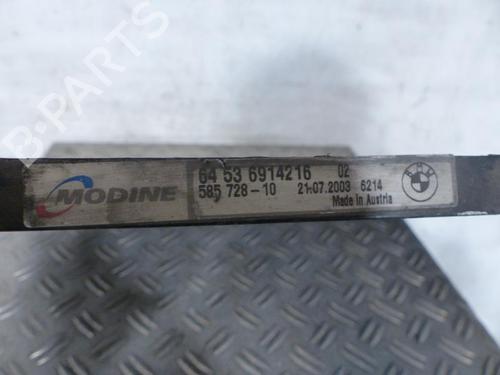 B-PARTS
MODINE
64 53 6914216 02
585 728-10 21.07.2003 6214
Made in Austria